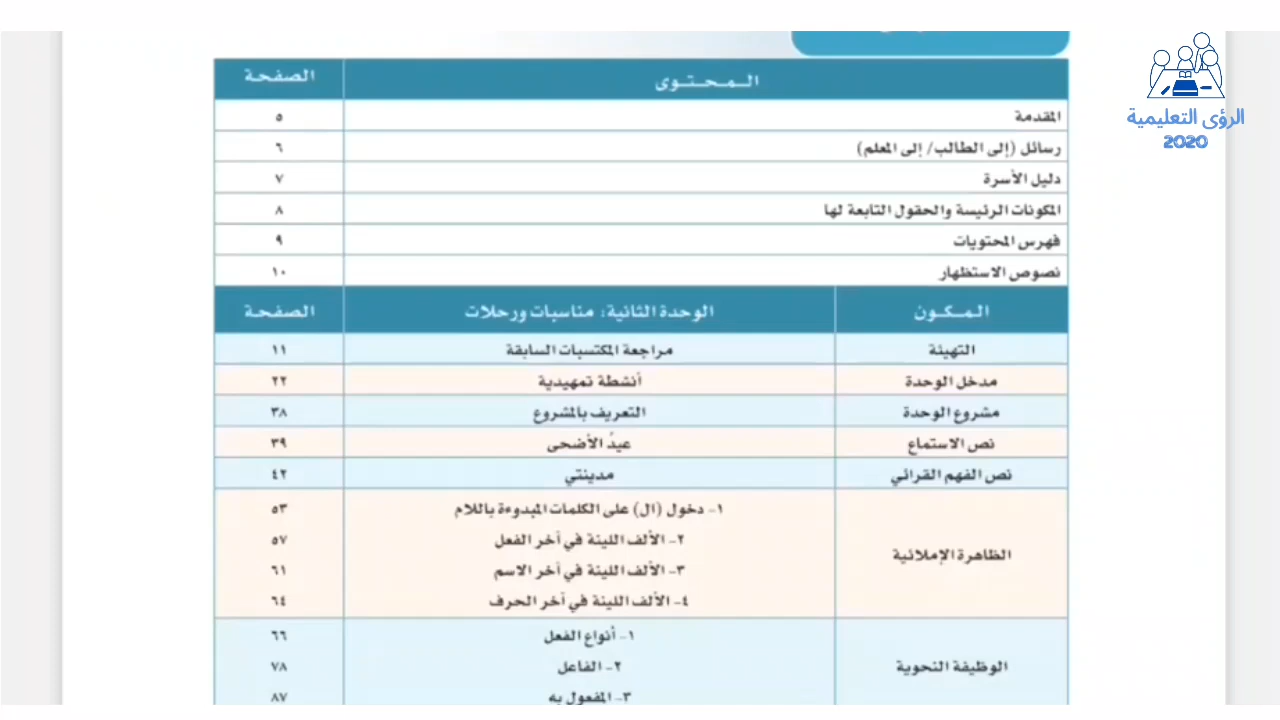 الرؤى التعليمية
2020
المحتوى الصفحة
المقدمة ٥
رسائل (إلى الطالب/ إلى المعلم) ٦
دليل الأسرة ٧
المكونات الرئيسة والحقول التابعة لها ٨
فهرس المحتويات ٩
نصوص الاستظهار ١٠
المكون الوحدة الثانية: مناسبات ورحلات الصفحة
التهيئة مراجعة المكتسبات السابقة ١١
مدخل الوحدة أنشطة تمهيدية ٢٢
مشروع الوحدة التعريف بالمشروع ٣٨
نص الاستماع عيدُ الأضحى ٣٩
نص الفهم القرائي مدينتي ٤٢
الظاهرة الإملائية
١- دخول (ال) على الكلمات المبدوءة باللام ٥٣
٢- الألف اللينة في آخر الفعل ٥٧
٣- الألف اللينة في آخر الاسم ٦١
٤- الألف اللينة في آخر الحرف ٦٤
الوظيفة النحوية
١- أنواع الفعل ٦٦
٢- الفاعل ٧٨
٣- المفعول به ٨٧